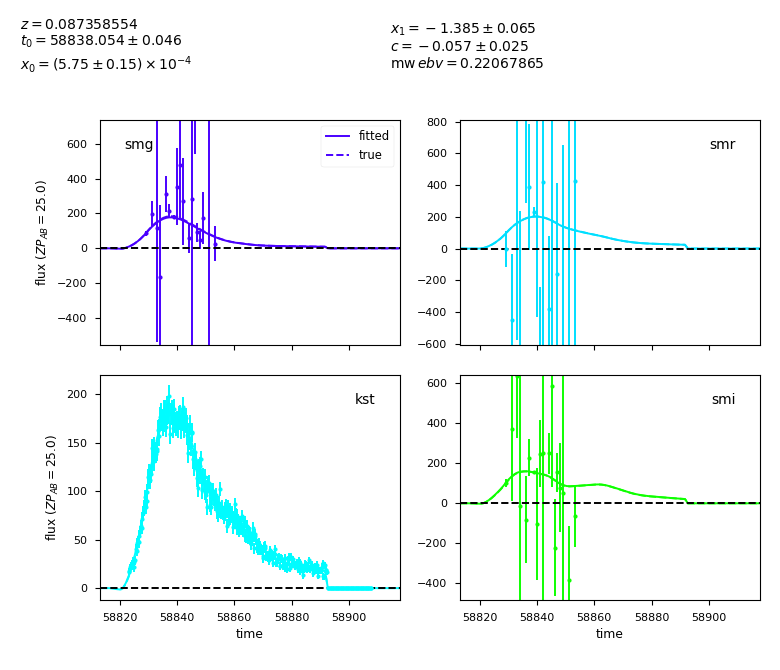 z = 0.087358554
t0 = 58838.054 ± 0.046
x0 = (5.75 ± 0.15) × 10^−4
x1 = −1.385 ± 0.065
c = −0.057 ± 0.025
mw ebv = 0.22067865
smg
fitted
true
600
400
200
0
−200
−400
flux (ZP_AB = 25.0)
smr
800
600
400
200
0
−200
−400
−600
kst
200
150
100
50
0
flux (ZP_AB = 25.0)
58820 58840 58860 58880 58900
time
smi
600
400
200
0
−200
−400
58820 58840 58860 58880 58900
time